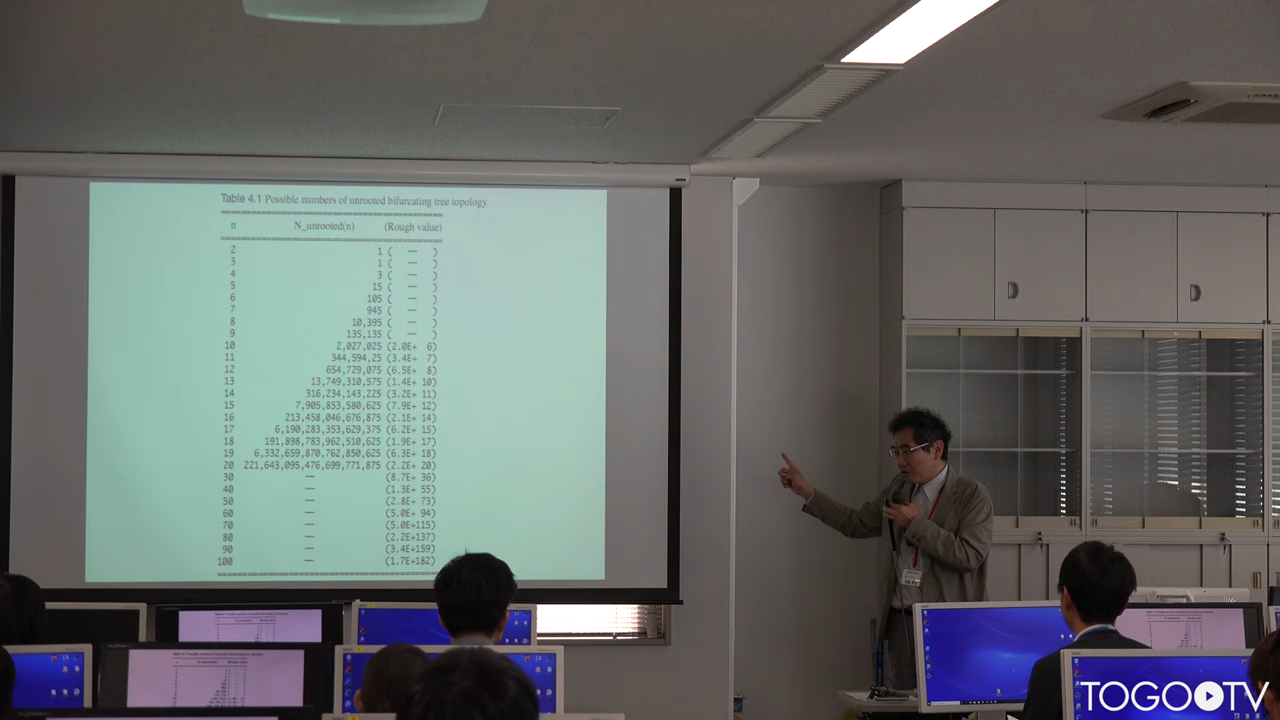 Table 4.1 Possible numbers of unrooted bifurcating tree topology
n N_unrooted(n) (Rough value)
2 1 ( — )
3 1 ( — )
4 3 ( — )
5 15 ( — )
6 105 ( — )
7 945 ( — )
8 10,395 ( — )
9 135,135 ( — )
10 2,027,025 (2.0E+ 6)
11 344,594,25 (3.4E+ 7)
12 654,729,075 (6.5E+ 8)
13 13,749,310,575 (1.4E+ 10)
14 316,234,143,225 (3.2E+ 11)
15 7,905,853,580,625 (7.9E+ 12)
16 213,458,046,676,875 (2.1E+ 14)
17 6,190,283,353,629,375 (6.2E+ 15)
18 191,898,783,962,510,625 (1.9E+ 17)
19 6,332,659,870,762,850,625 (6.3E+ 18)
20 221,643,095,476,699,771,875 (2.2E+ 20)
30 — (8.7E+ 36)
40 — (1.3E+ 55)
50 — (2.8E+ 73)
60 — (5.0E+ 94)
70 — (5.0E+115)
80 — (2.2E+137)
90 — (3.4E+159)
100 — (1.7E+182)
TOGO TV